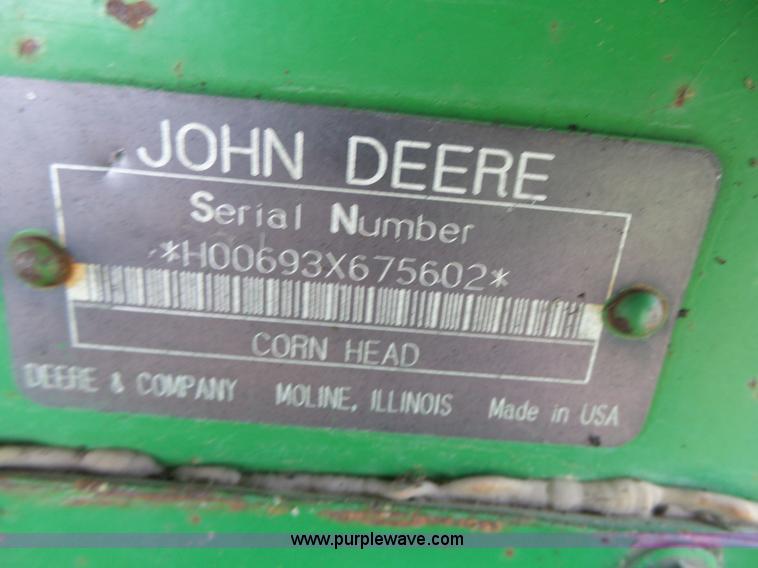 JOHN DEERE
Serial Number
*H00693X675602*
CORN HEAD
DEERE & COMPANY MOLINE, ILLINOIS Made in USA
www.purplewave.com